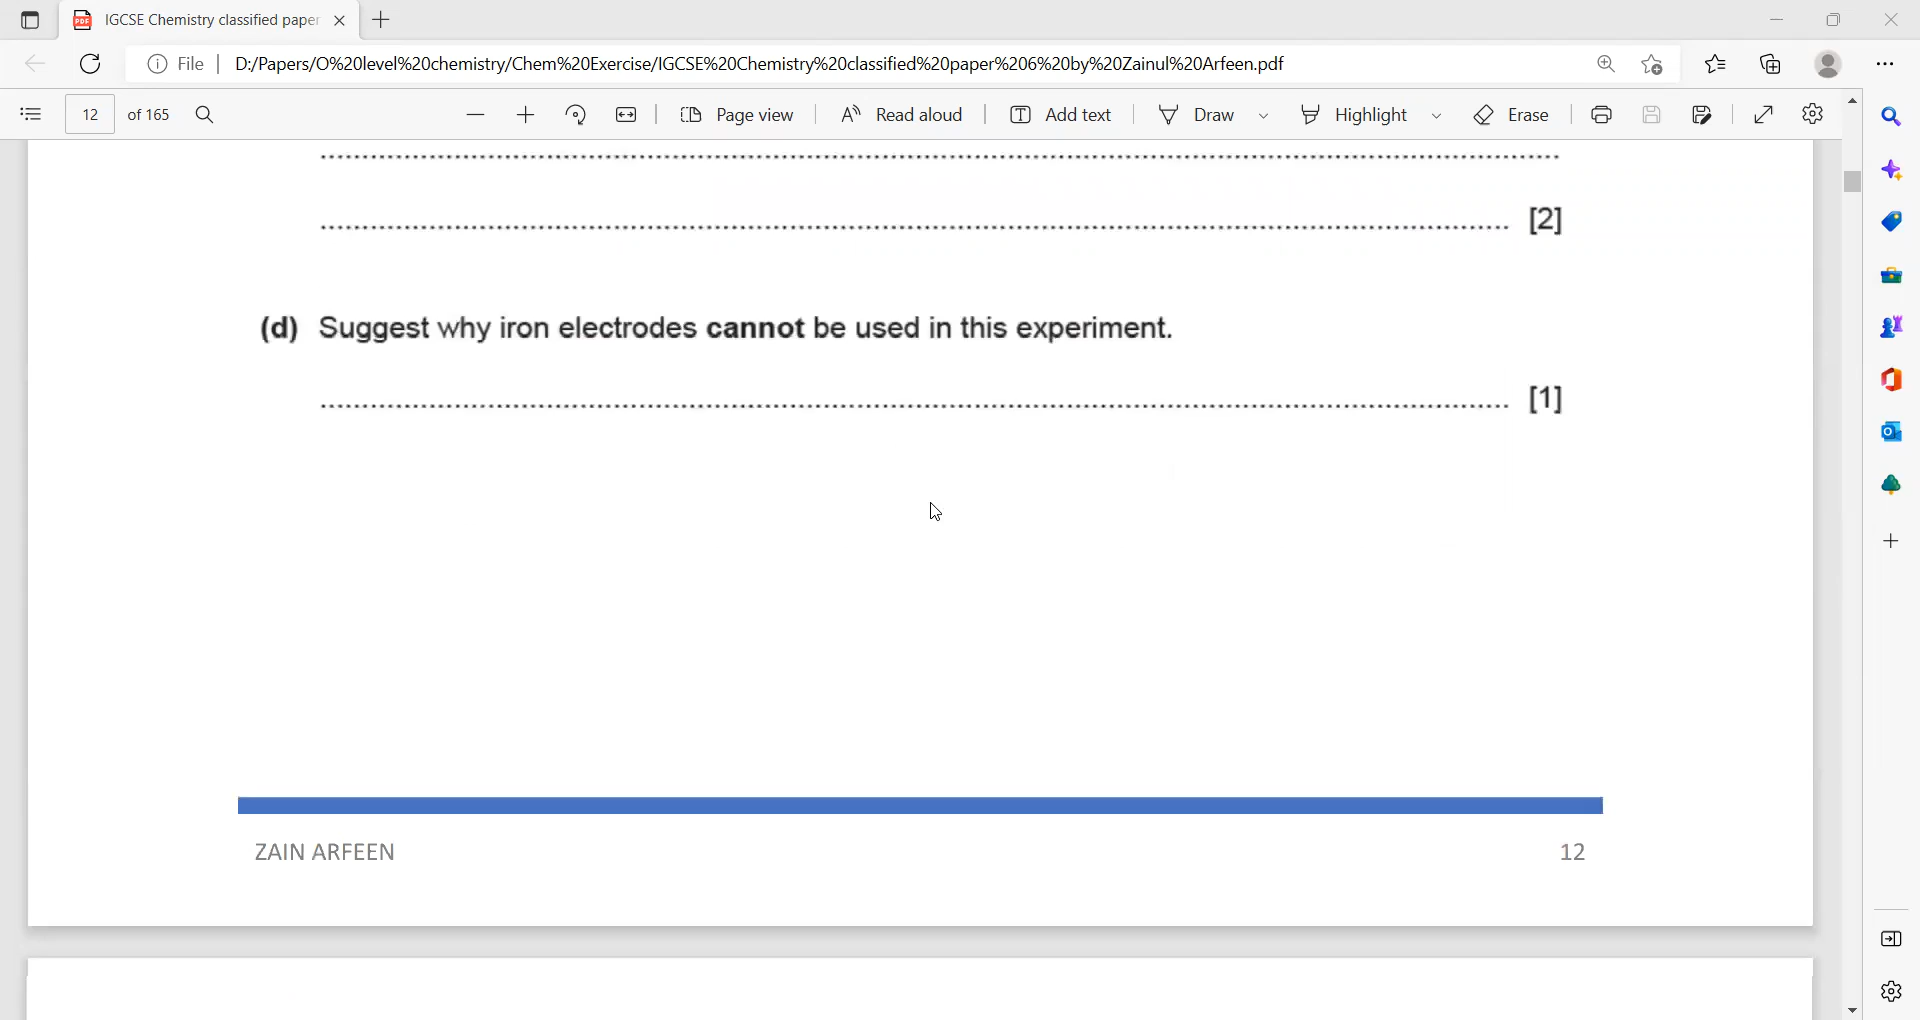 IGCSE Chemistry classified paper
File
D:/Papers/O%20level%20chemistry/Chem%20Exercise/IGCSE%20Chemistry%20classified%20paper%206%20by%20Zainul%20Arfeen.pdf
12 of 165
Page view
Read aloud
Add text
Draw
Highlight
Erase
[2]
(d) Suggest why iron electrodes cannot be used in this experiment.
[1]
ZAIN ARFEEN
12